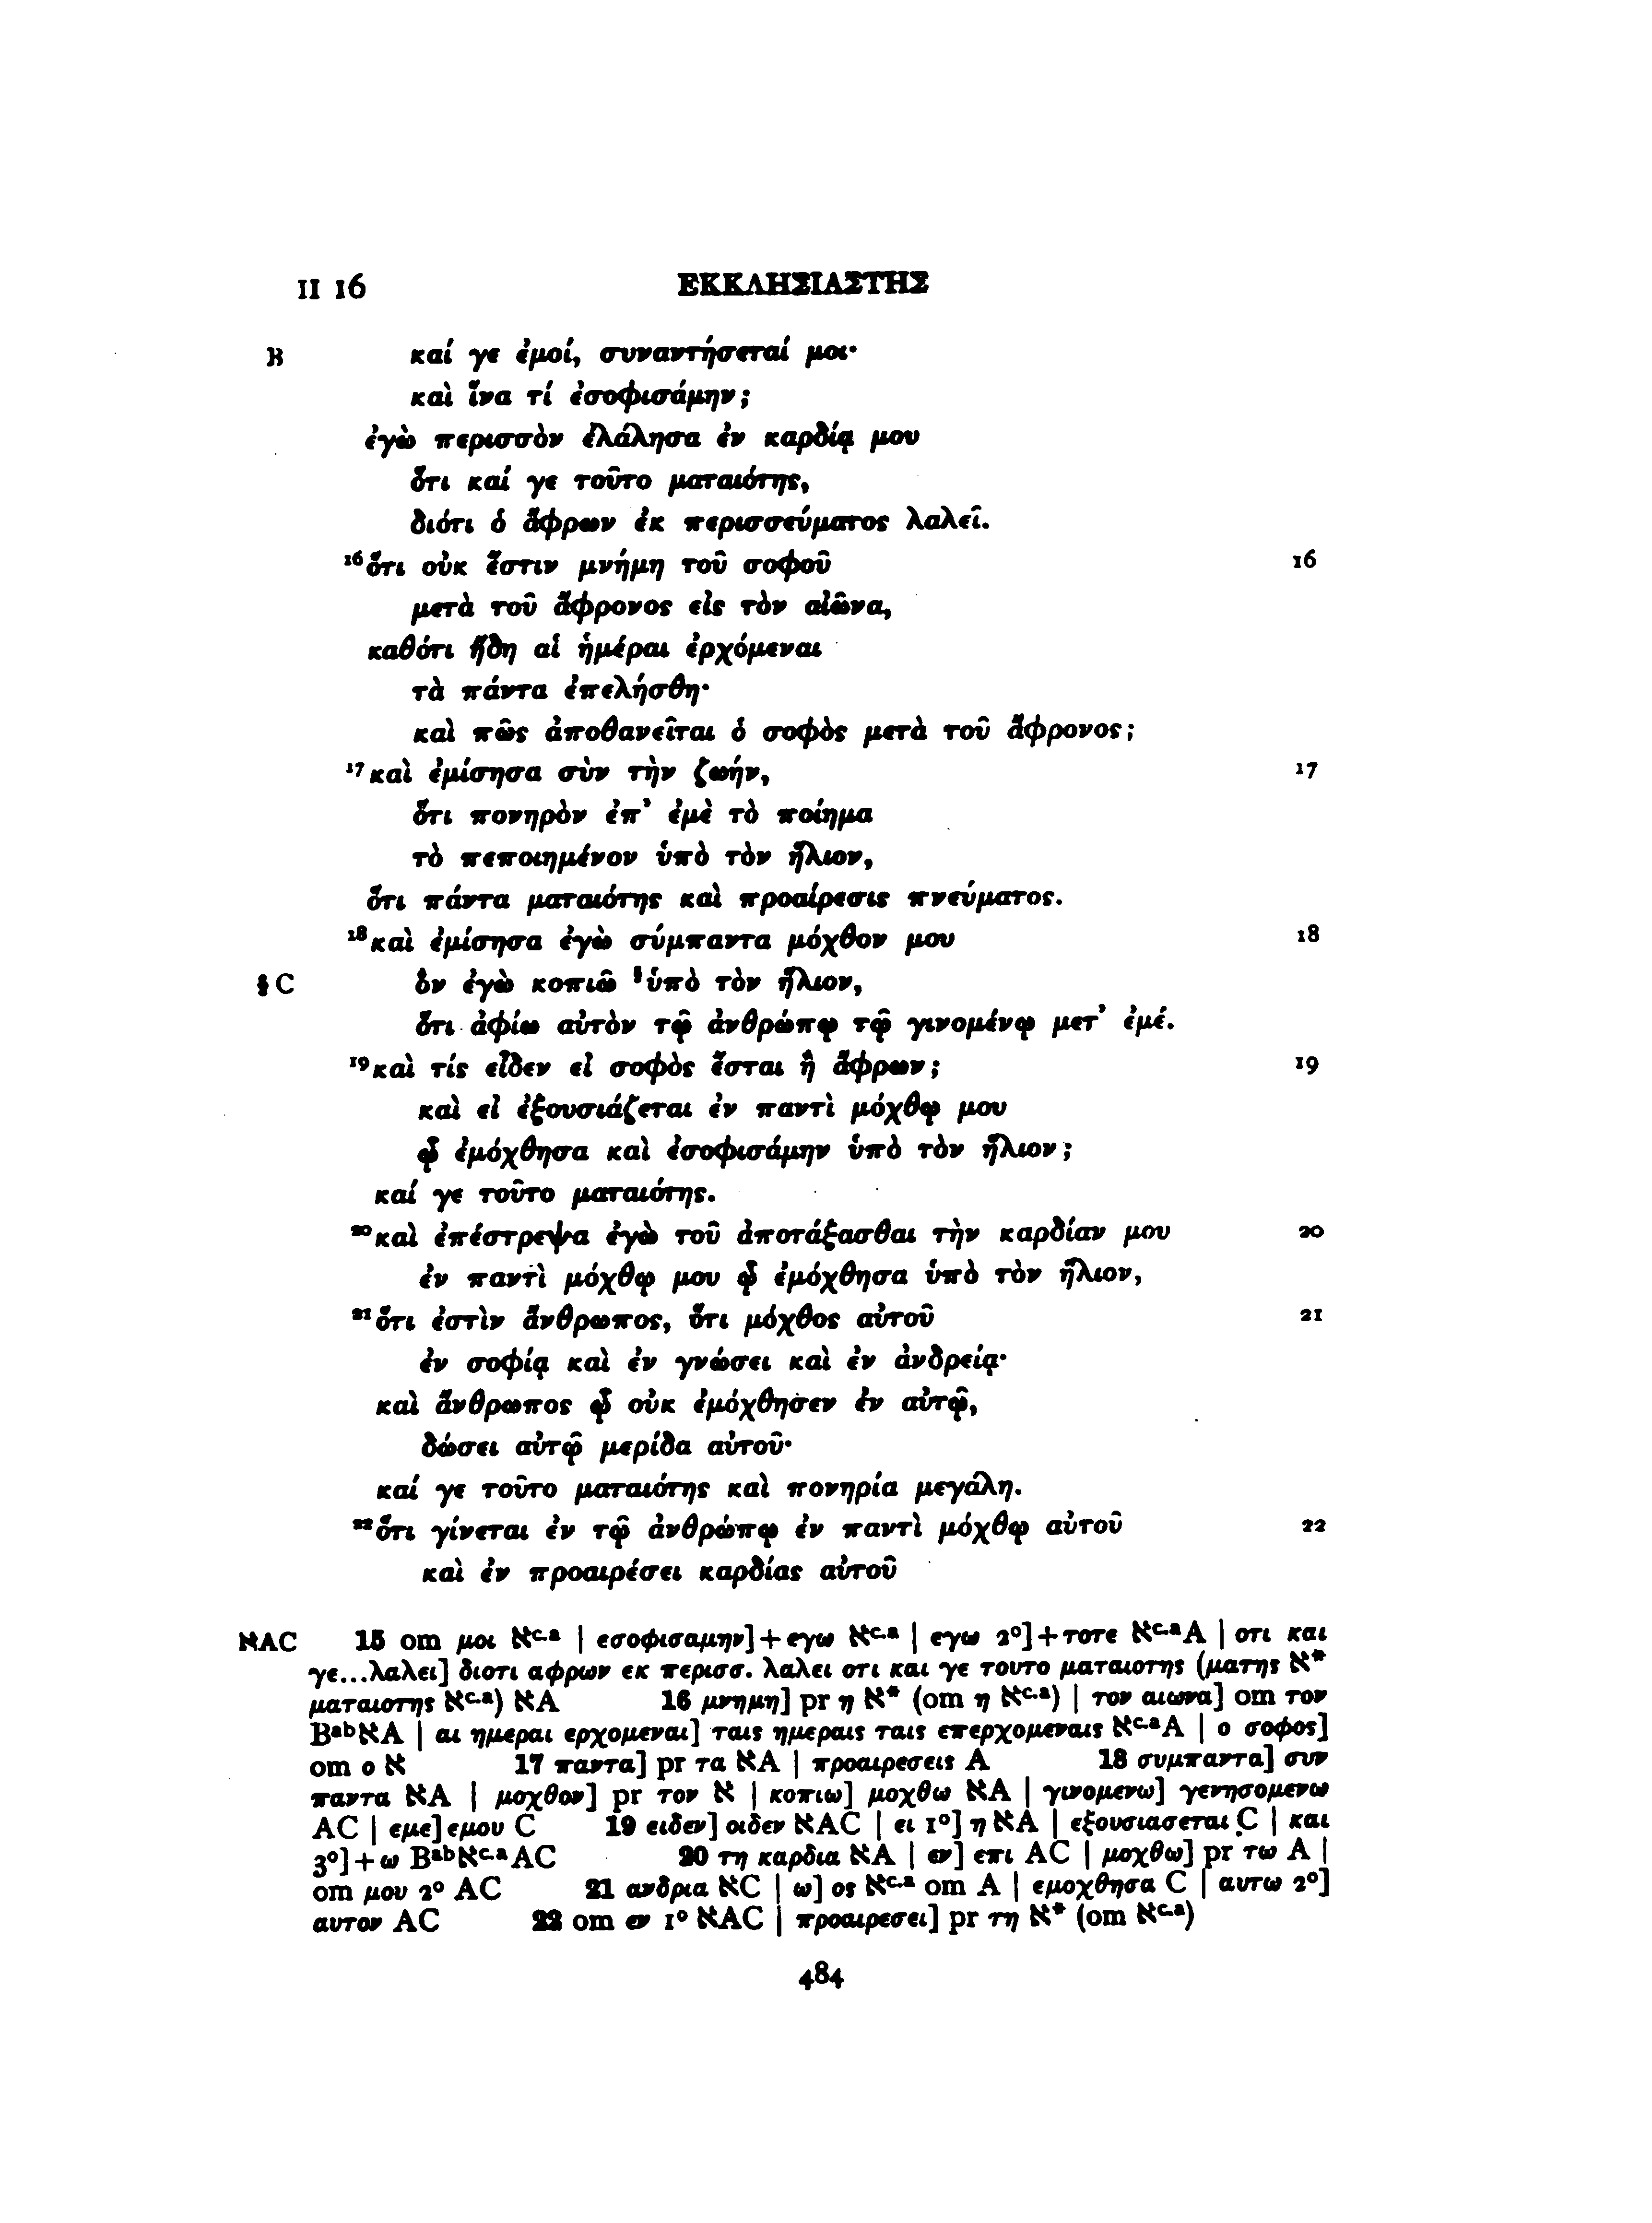 II 16 ΕΚΚΛΗΣΙΑΣΤΗΣ
B καί γε ἐμοί, συναντήσεταί μοι·
καὶ ἵνα τί ἐσοφισάμην;
ἐγὼ περισσὸν ἐλάλησα ἐν καρδίᾳ μου
ὅτι καί γε τοῦτο ματαιότης,
διότι ὁ ἄφρων ἐκ περισσεύματος λαλεῖ.
¹⁶ὅτι οὐκ ἔστιν μνήμη τοῦ σοφοῦ 16
μετὰ τοῦ ἄφρονος εἰς τὸν αἰῶνα,
καθότι ἤδη αἱ ἡμέραι ἐρχόμεναι
τὰ πάντα ἐπελήσθη·
καὶ πῶς ἀποθανεῖται ὁ σοφὸς μετὰ τοῦ ἄφρονος;
¹⁷καὶ ἐμίσησα σὺν τὴν ζωήν, 17
ὅτι πονηρὸν ἐπ’ ἐμὲ τὸ ποίημα
τὸ πεποιημένον ὑπὸ τὸν ἥλιον,
ὅτι πάντα ματαιότης καὶ προαίρεσις πνεύματος.
¹⁸καὶ ἐμίσησα ἐγὼ σύμπαντα μόχθον μου 18
§ C ὃν ἐγὼ κοπιῶ §ὑπὸ τὸν ἥλιον,
ὅτι ἀφίω αὐτὸν τῷ ἀνθρώπῳ τῷ γινομένῳ μετ’ ἐμέ.
¹⁹καὶ τίς εἶδεν εἰ σοφὸς ἔσται ἢ ἄφρων; 19
καὶ εἰ ἐξουσιάζεται ἐν παντὶ μόχθῳ μου
ᾧ ἐμόχθησα καὶ ἐσοφισάμην ὑπὸ τὸν ἥλιον;
καί γε τοῦτο ματαιότης.
²⁰καὶ ἐπέστρεψα ἐγὼ τοῦ ἀποτάξασθαι τὴν καρδίαν μου 20
ἐν παντὶ μόχθῳ μου ᾧ ἐμόχθησα ὑπὸ τὸν ἥλιον,
²¹ὅτι ἐστὶν ἄνθρωπος, ὅτι μόχθος αὐτοῦ 21
ἐν σοφίᾳ καὶ ἐν γνώσει καὶ ἐν ἀνδρείᾳ·
καὶ ἄνθρωπος ᾧ οὐκ ἐμόχθησεν ἐν αὐτῷ,
δώσει αὐτῷ μερίδα αὐτοῦ·
καί γε τοῦτο ματαιότης καὶ πονηρία μεγάλη.
²²ὅτι γίνεται ἐν τῷ ἀνθρώπῳ ἐν παντὶ μόχθῳ αὐτοῦ 22
καὶ ἐν προαιρέσει καρδίας αὐτοῦ
אAC 15 om μοι א^c.a | εσοφισαμην]+εγω א^c.a | εγω 2°]+τοτε א^c.a A | οτι και
γε...λαλει] διοτι αφρων εκ περισσ. λαλει οτι και γε τουτο ματαιοτης (ματης א*
ματαιοτης א^c.a) אA 16 μνημη] pr η א* (om η א^c.a) | τον αιωνα] om τον
B^ab אA | αι ημεραι ερχομεναι] ταις ημεραις ταις επερχομεναις א^c.a A | ο σοφος]
om ο א 17 παντα] pr τα אA | προαιρεσεις A 18 συμπαντα] συν
παντα אA | μοχθον] pr τον א | κοπιω] μοχθω אA | γινομενω] γενησομενω
AC | εμε] εμου C 19 ειδεν] οιδεν אAC | ει 1°] η אA | εξουσιασεται C | και
3°]+ω B^ab א^c.a AC 20 τη καρδια אA | εν] επι AC | μοχθω] pr τω A |
om μου 2° AC 21 ανδρια אC | ω] ος א^c.a om A | εμοχθησα C | αυτω 2°]
αυτον AC 22 om εν 1° אAC | προαιρεσει] pr τη א* (om א^c.a)
484